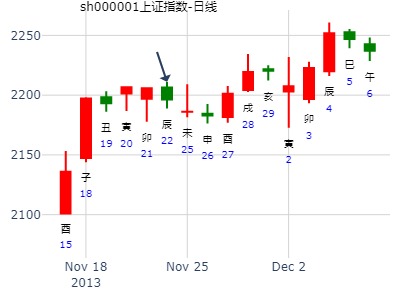 sh000001上证指数-日线
2250
2200
2150
2100
酉
15
子
18
丑
19
寅
20
卯
21
辰
22
未
25
申
26
酉
27
戌
28
亥
29
寅
2
卯
3
辰
4
巳
5
午
6
Nov 18
2013
Nov 25
Dec 2